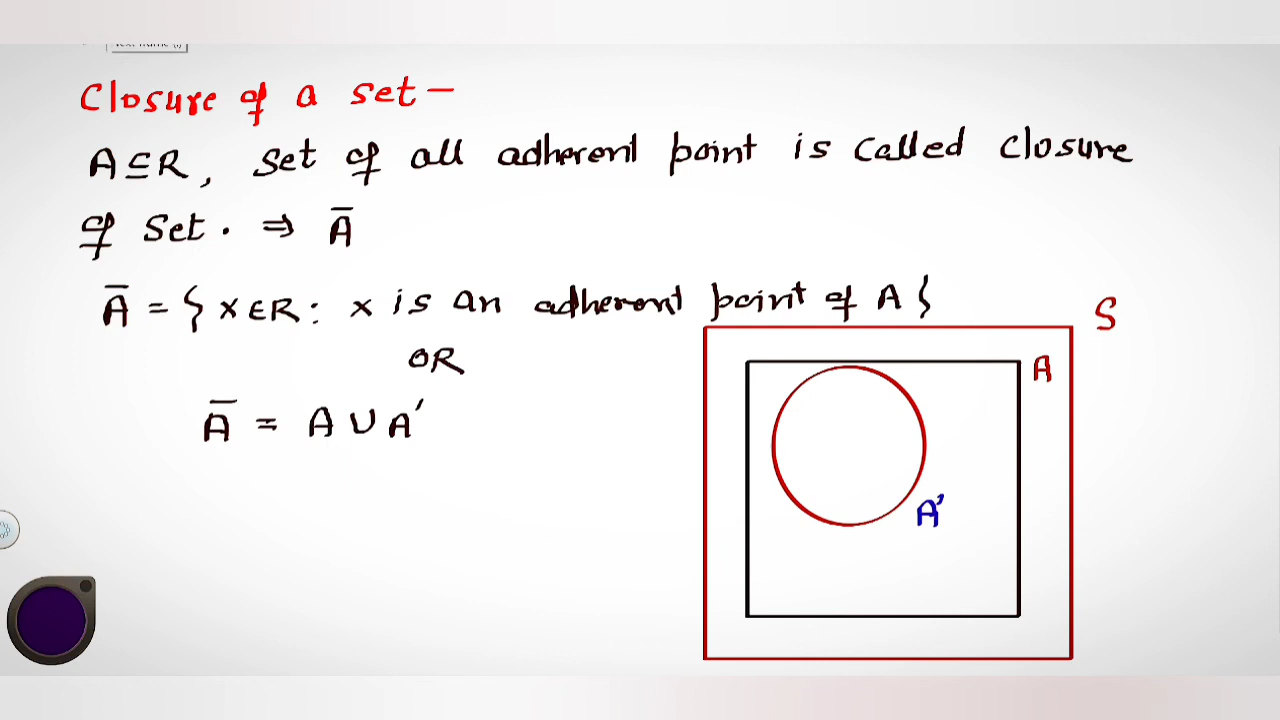 Closure of a set -
A ⊆ R, Set of all adherent point is called closure
of set. ⇒ A̅
A̅ = { x ∈ R : x is an adherent point of A }
S
OR
A
A̅ = A ∪ A'
A'